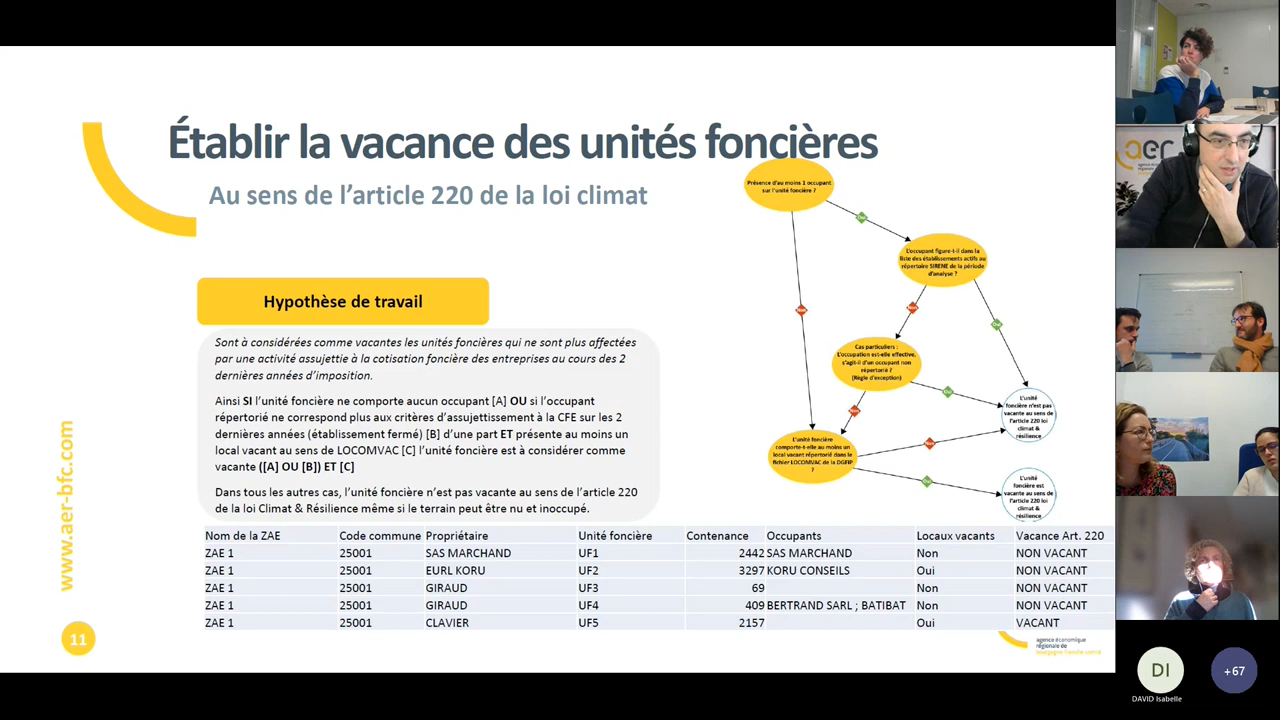 Établir la vacance des unités foncières
Au sens de l'article 220 de la loi climat
Hypothèse de travail
Sont à considérées comme vacantes les unités foncières qui ne sont plus affectées
par une activité assujettie à la cotisation foncière des entreprises au cours des 2
dernières années d'imposition.
Ainsi SI l'unité foncière ne comporte aucun occupant [A] OU si l'occupant
répertorié ne correspond plus aux critères d'assujettissement à la CFE sur les 2
dernières années (établissement fermé) [B] d'une part ET présente au moins un
local vacant au sens de LOCOMVAC [C] l'unité foncière est à considérer comme
vacante ([A] OU [B]) ET [C]
Dans tous les autres cas, l'unité foncière n'est pas vacante au sens de l'article 220
de la loi Climat & Résilience même si le terrain peut être nu et inoccupé.
Présence d'au moins 1 occupant
sur l'unité foncière ?
Oui
L'occupant figure-t-il dans la
liste des établissements actifs au
répertoire SIRENE de la période
d'analyse ?
Non
Non
Oui
Cas particuliers :
L'occupation est-elle effective,
s'agit-il d'un occupant non
répertorié ?
(Règle d'exception)
Oui
Non
L'unité
foncière n'est pas
vacante au sens de
l'article 220 loi
climat &
résilience
L'unité foncière
comporte-t-elle au moins un
local vacant répertorié dans le
fichier LOCOMVAC de la DGFIP
?
Non
Oui
L'unité
foncière est
vacante au sens de
l'article 220 loi
climat &
résilience
Nom de la ZAE Code commune Propriétaire Unité foncière Contenance Occupants Locaux vacants Vacance Art. 220
ZAE 1 25001 SAS MARCHAND UF1 2442 SAS MARCHAND Non NON VACANT
ZAE 1 25001 EURL KORU UF2 3297 KORU CONSEILS Oui NON VACANT
ZAE 1 25001 GIRAUD UF3 69 Non NON VACANT
ZAE 1 25001 GIRAUD UF4 409 BERTRAND SARL ; BATIBAT Non NON VACANT
ZAE 1 25001 CLAVIER UF5 2157 Oui VACANT
www.aer-bfc.com
11
agence économique
régionale de
bourgogne franche-comté
aer
DI
DAVID Isabelle
+67